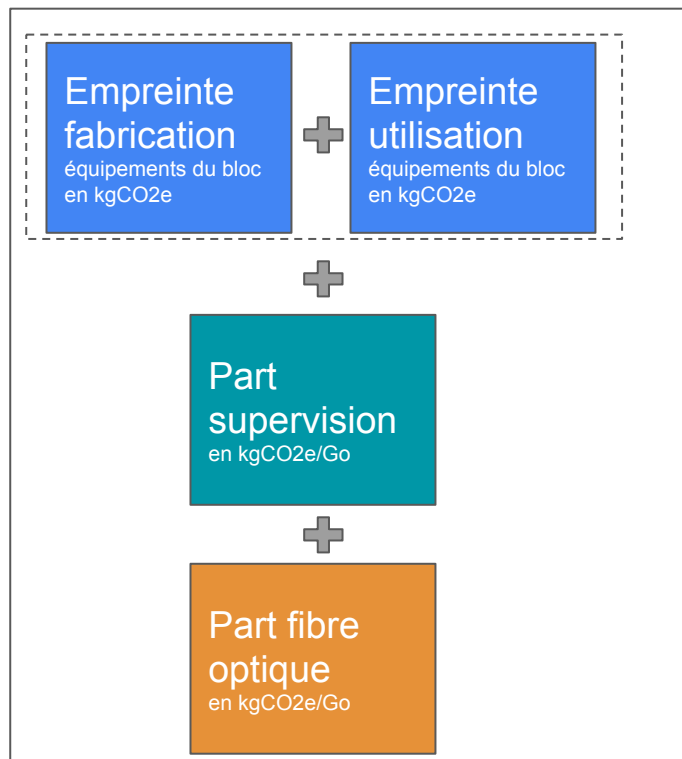 Empreinte
fabrication
équipements du bloc
en kgCO2e
Empreinte
utilisation
équipements du bloc
en kgCO2e
Part
supervision
en kgCO2e/Go
Part fibre
optique
en kgCO2e/Go